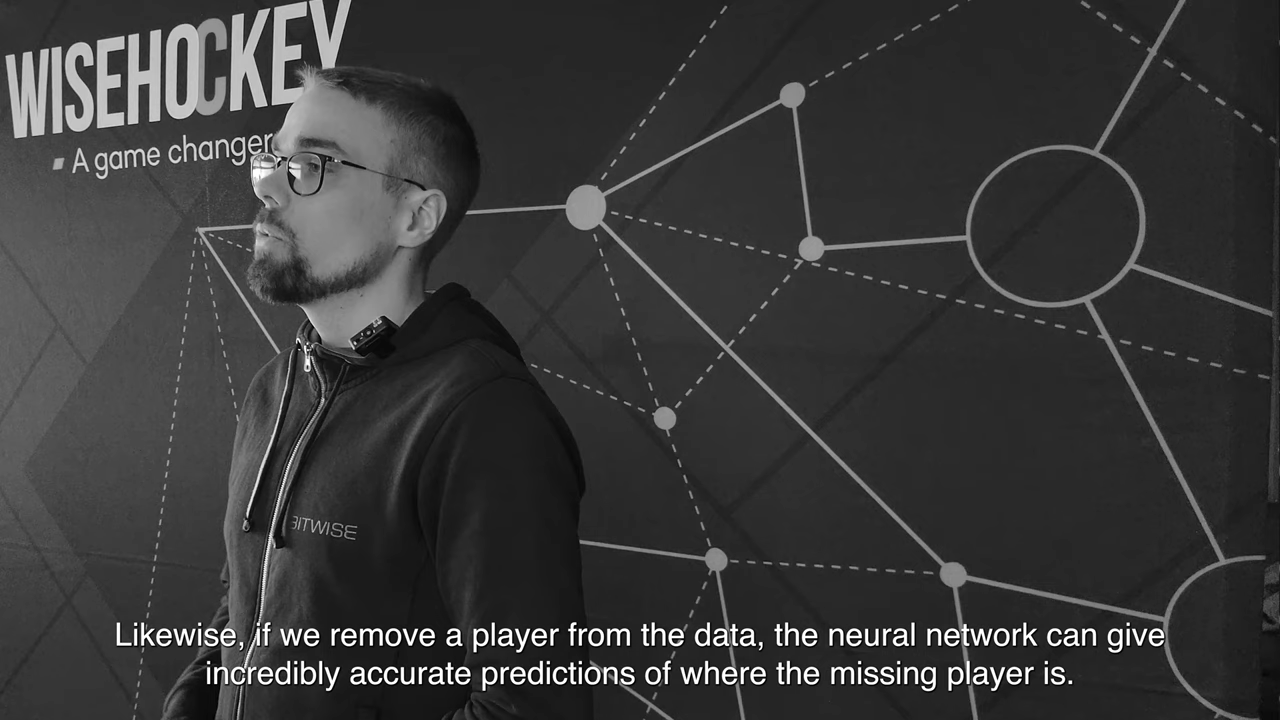 WISEHOCKEY
A game changer
BITWISE
Likewise, if we remove a player from the data, the neural network can give
incredibly accurate predictions of where the missing player is.